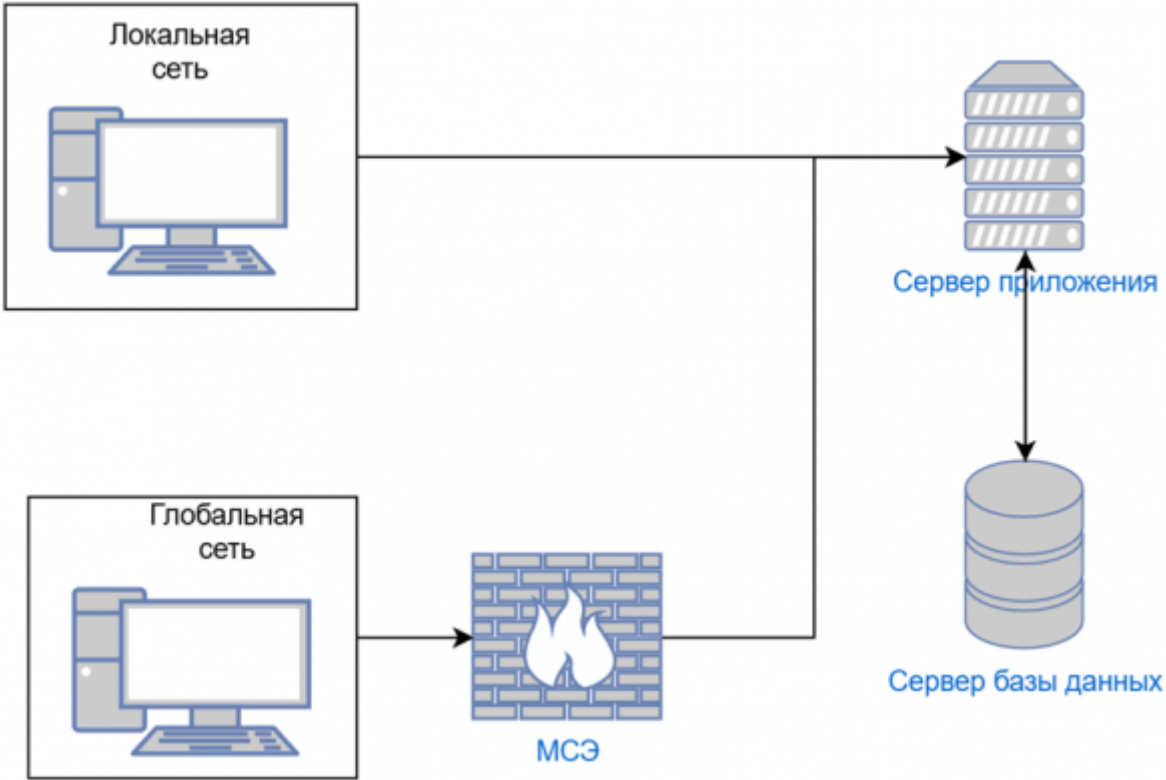 Локальная
сеть
Сервер приложения
Глобальная
сеть
МСЭ
Сервер базы данных